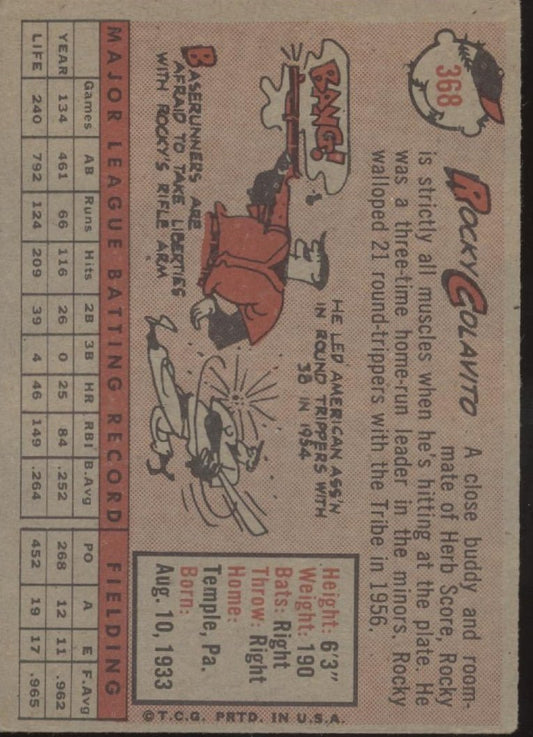 368
ROCKY COLAVITO A close buddy and room-
mate of Herb Score, Rocky
is strictly all muscles when he's hitting at the plate. He
was a three-time home-run leader in the minors. Rocky
walloped 21 round-trippers with the Tribe in 1956.
BANG!
BASERUNNERS ARE
AFRAID TO TAKE LIBERTIES
WITH ROCKY'S RIFLE ARM
HE LED AMERICAN ASS'N
IN ROUND TRIPPERS WITH
38 IN 1954
Height: 6'3"
Weight: 190
Bats: Right
Throw: Right
Home:
Temple, Pa.
Born:
Aug. 10, 1933
©T.C.G. PRTD. IN U.S.A.
MAJOR LEAGUE BATTING RECORD FIELDING
Games AB Runs Hits 2B 3B HR RBI B.Avg PO A E F.Avg
YEAR 134 461 66 116 26 0 25 84 .252 268 12 11 .962
LIFE 240 792 124 209 39 4 46 149 .264 452 19 17 .965